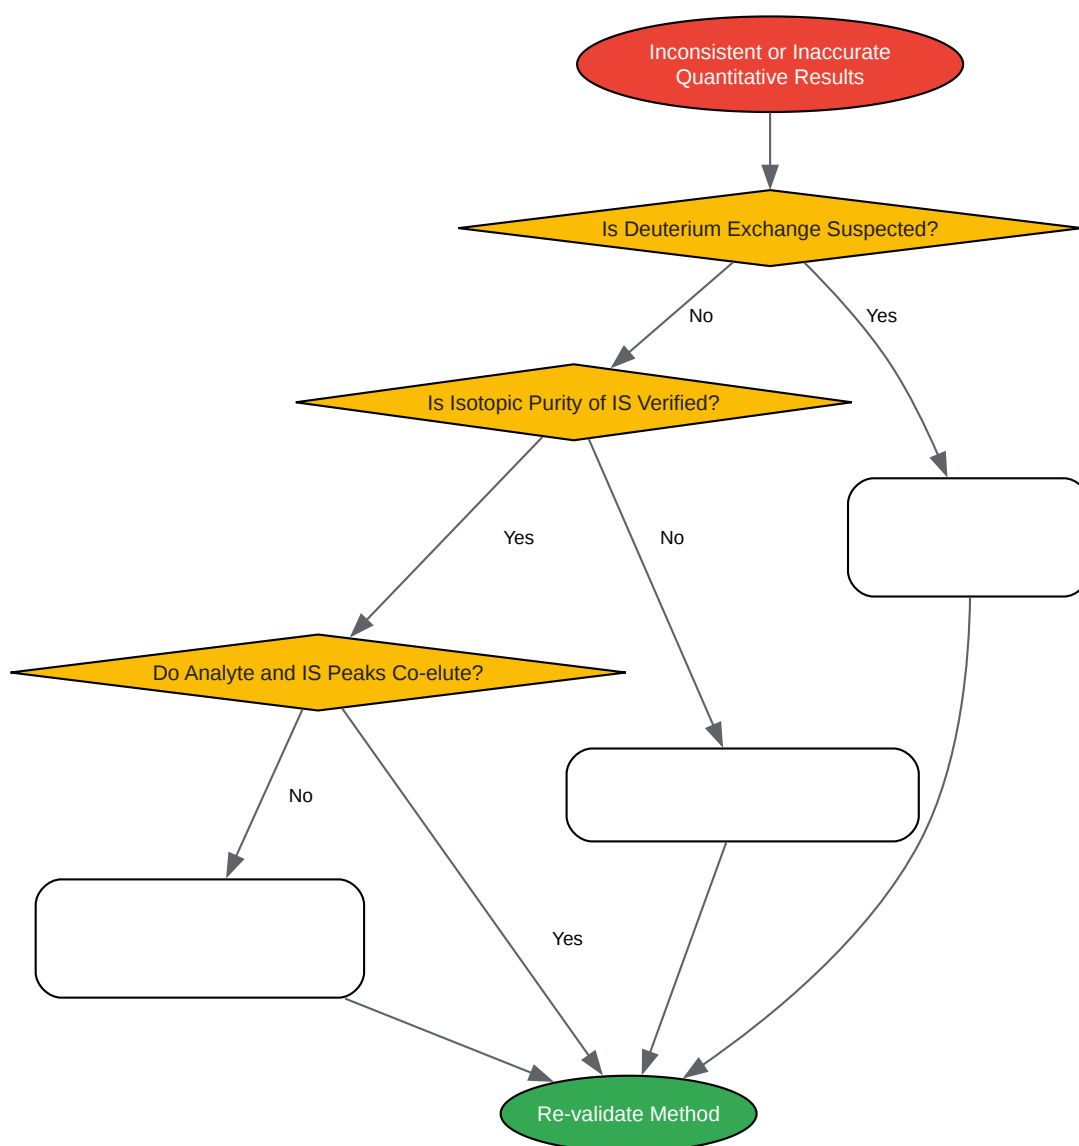 Inconsistent or Inaccurate
Quantitative Results
Is Deuterium Exchange Suspected?
No
Yes
Is Isotopic Purity of IS Verified?
Yes
No
Do Analyte and IS Peaks Co-elute?
No
Yes
Re-validate Method